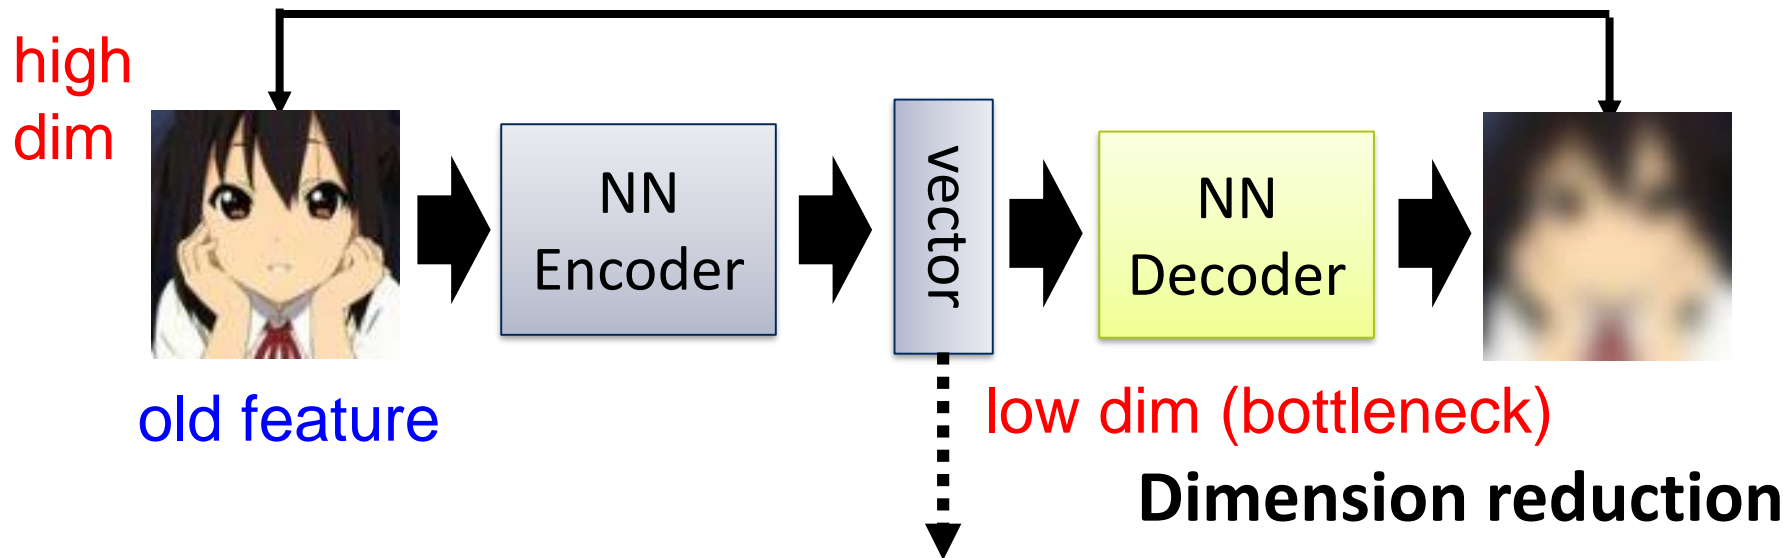 high
dim
NN
Encoder
vector
NN
Decoder
old feature
low dim (bottleneck)
Dimension reduction